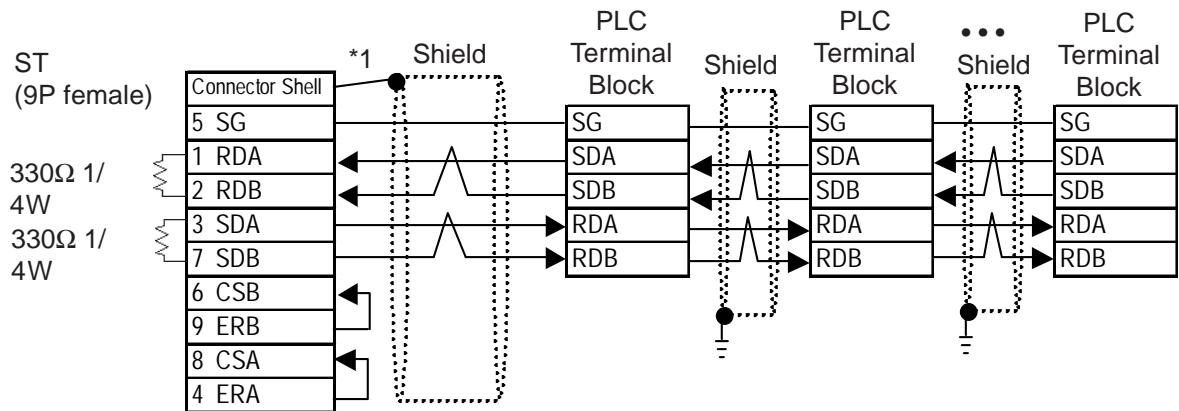 ST
(9P female)
*1
Shield
PLC
Terminal
Block
Shield
PLC
Terminal
Block
•••
Shield
PLC
Terminal
Block
Connector Shell
5 SG
1 RDA
2 RDB
3 SDA
7 SDB
6 CSB
9 ERB
8 CSA
4 ERA
330Ω 1/
4W
330Ω 1/
4W
SG
SDA
SDB
RDA
RDB
SG
SDA
SDB
RDA
RDB
SG
SDA
SDB
RDA
RDB